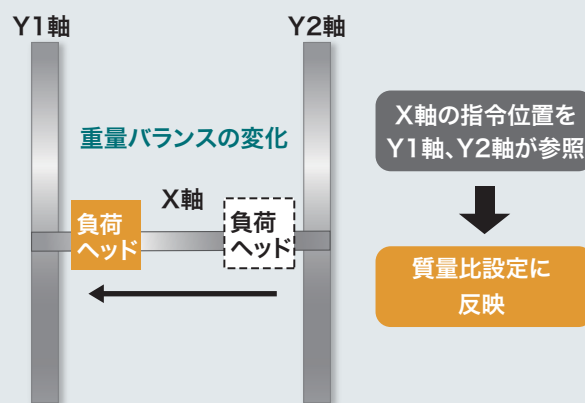 Y1軸
Y2軸
重量バランスの変化
X軸
負荷
ヘッド
負荷
ヘッド
X軸の指令位置を
Y1軸、Y2軸が参照
質量比設定に
反映